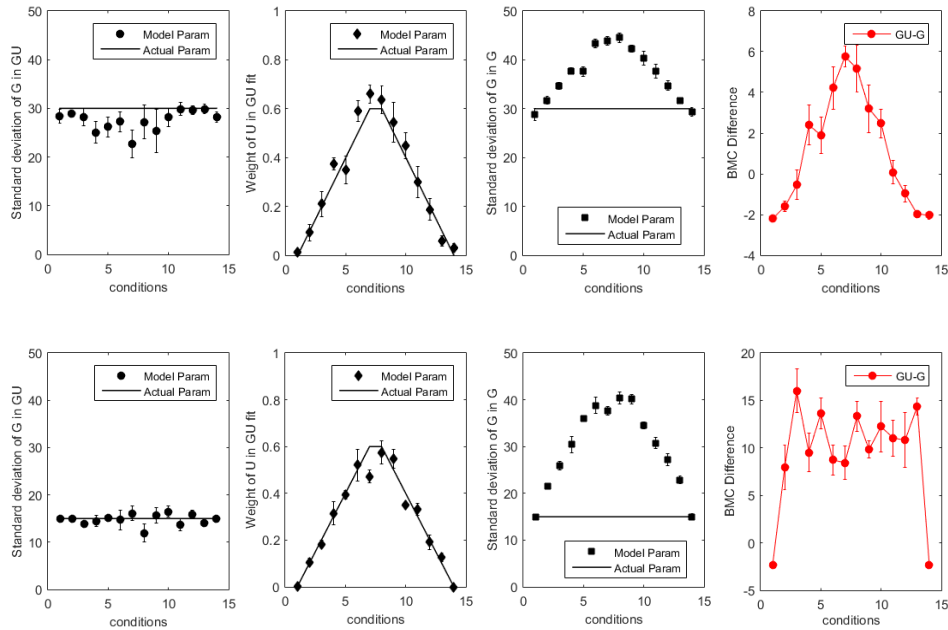 50
40
30
20
10
0
Standard deviation of G in GU
Model Param
Actual Param
0 5 10 15
conditions
1
0.8
0.6
0.4
0.2
0
Weight of U in GU fit
Model Param
Actual Param
0 5 10 15
conditions
50
40
30
20
10
0
Standard deviation of G in G
Model Param
Actual Param
0 5 10 15
conditions
8
6
4
2
0
-2
-4
BMC Difference
GU-G
0 5 10 15
conditions
50
40
30
20
10
0
Standard deviation of G in GU
Model Param
Actual Param
0 5 10 15
conditions
1
0.8
0.6
0.4
0.2
0
Weight of U in GU fit
Model Param
Actual Param
0 5 10 15
conditions
50
40
30
20
10
0
Standard deviation of G in G
Model Param
Actual Param
0 5 10 15
conditions
20
15
10
5
0
-5
BMC Difference
GU-G
0 5 10 15
conditions